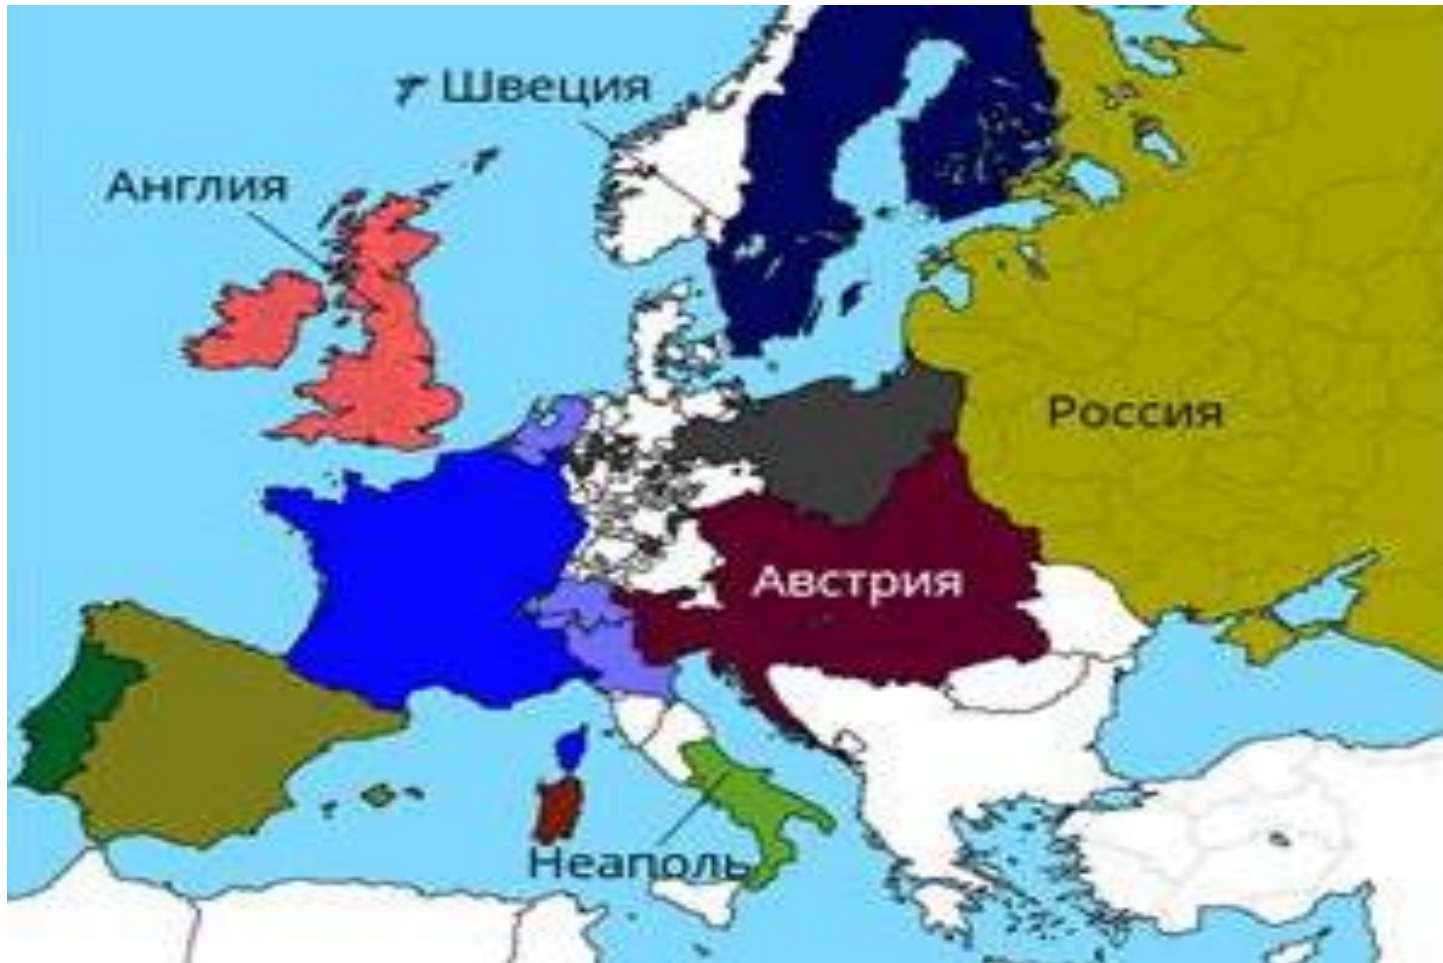 Швеция
Англия
Россия
Австрия
Неаполь